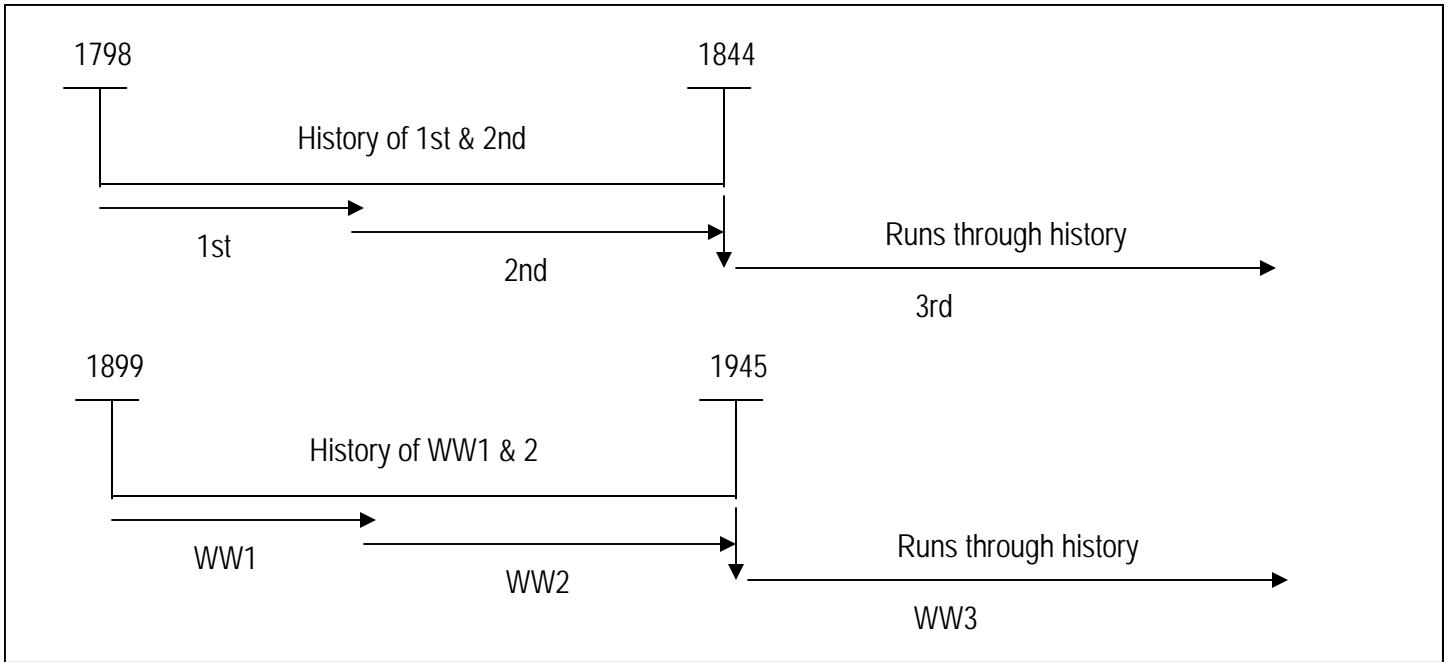 1798 1844
History of 1st & 2nd
1st
2nd
Runs through history
3rd
1899 1945
History of WW1 & 2
WW1
WW2
Runs through history
WW3